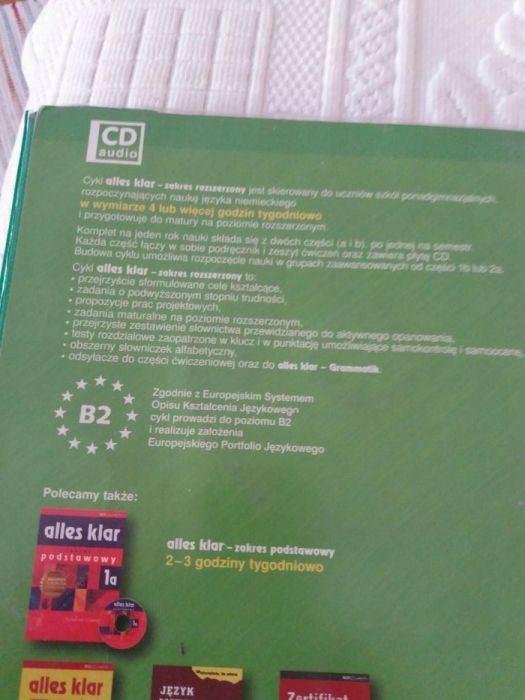 CD
audio
Cykl alles klar – zakres rozszerzony jest skierowany do uczniów szkół ponadgimnazjalnych,
rozpoczynających naukę języka niemieckiego
w wymiarze 4 lub więcej godzin tygodniowo
i przygotowuje do matury na poziomie rozszerzonym.
Komplet na jeden rok nauki składa się z dwóch części (a i b), po jednej na semestr.
Każda część łączy w sobie podręcznik i zeszyt ćwiczeń oraz zawiera płytę CD.
Budowa cyklu umożliwia rozpoczęcie nauki w grupach zaawansowanych od części 1b lub 2a.
Cykl alles klar – zakres rozszerzony to:
• przejrzyście sformułowane cele kształcące,
• zadania o podwyższonym stopniu trudności,
• propozycje prac projektowych,
• zadania maturalne na poziomie rozszerzonym,
• przejrzyste zestawienie słownictwa przewidzianego do aktywnego opanowania,
• testy rozdziałowe zaopatrzone w klucz i w punktację umożliwiające samokontrolę i samoocenę,
• obszerny słowniczek alfabetyczny,
• odsyłacze do części ćwiczeniowej oraz do alles klar – Grammatik.
B2
Zgodnie z Europejskim Systemem
Opisu Kształcenia Językowego
cykl prowadzi do poziomu B2
i realizuje założenia
Europejskiego Portfolio Językowego
Polecamy także:
alles klar
zakres
podstawowy
1a
alles klar
1a
alles klar – zakres podstawowy
2–3 godziny tygodniowo
alles klar
JĘZYK
Zertifikat